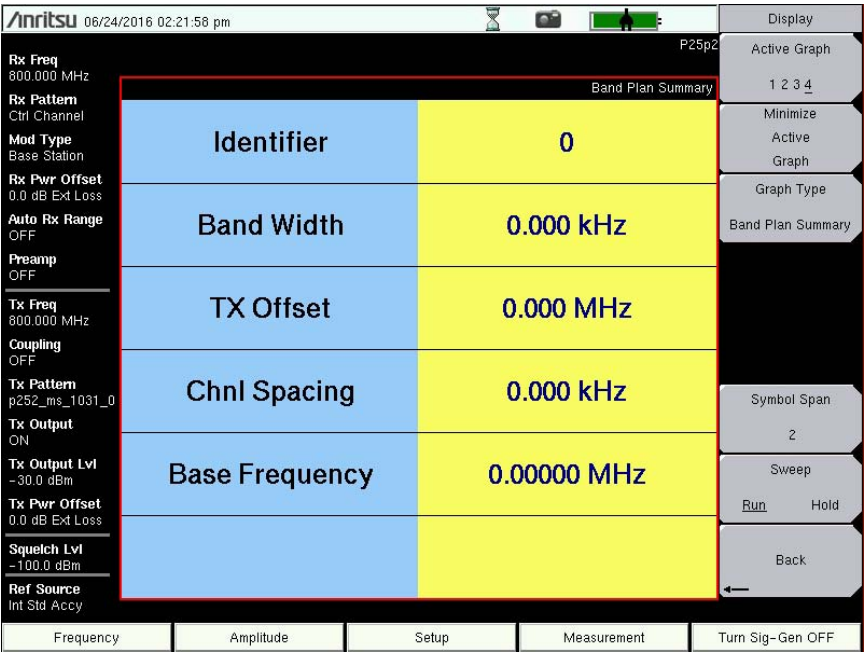 /Inritsu 06/24/2016 02:21:58 pm
Display
P25p2
Rx Freq
800.000 MHz
Rx Pattern
Ctrl Channel
Mod Type
Base Station
Rx Pwr Offset
0.0 dB Ext Loss
Auto Rx Range
OFF
Preamp
OFF
Tx Freq
800.000 MHz
Coupling
OFF
Tx Pattern
p252_ms_1031_0
Tx Output
ON
Tx Output Lvl
-30.0 dBm
Tx Pwr Offset
0.0 dB Ext Loss
Squelch Lvl
-100.0 dBm
Ref Source
Int Std Accy
Band Plan Summary
Identifier 0
Band Width 0.000 kHz
TX Offset 0.000 MHz
Chnl Spacing 0.000 kHz
Base Frequency 0.00000 MHz
Active Graph
1 2 3 4
Minimize
Active
Graph
Graph Type
Band Plan Summary
Symbol Span
2
Sweep
Run Hold
Back
Frequency Amplitude Setup Measurement Turn Sig-Gen OFF